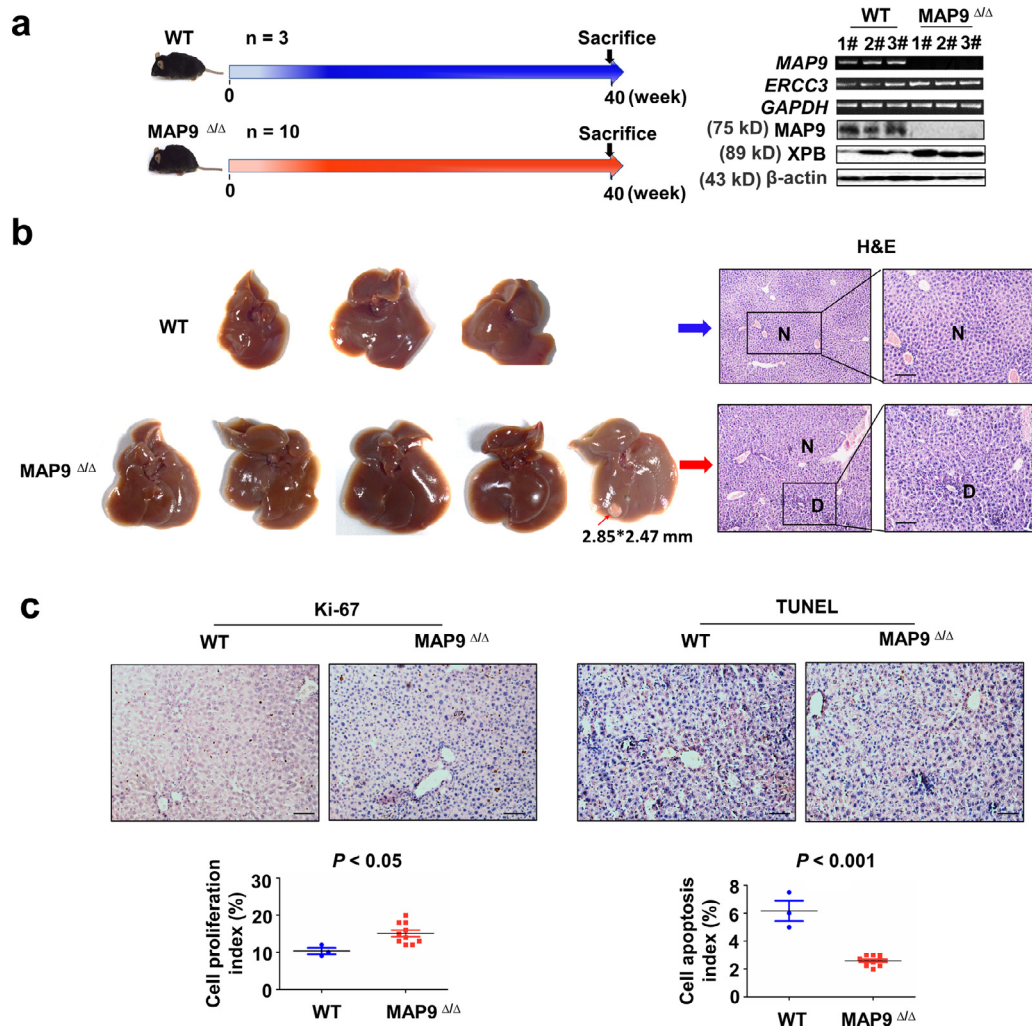 a
WT
n = 3
Sacrifice
0
40 (week)
MAP9 Δ/Δ
n = 10
Sacrifice
0
40 (week)
WT MAP9 Δ/Δ
1# 2# 3# 1# 2# 3#
MAP9
ERCC3
GAPDH
(75 kD) MAP9
(89 kD) XPB
(43 kD) β-actin
b
H&E
WT
N
N
MAP9 Δ/Δ
2.85*2.47 mm
N
D
D
c
Ki-67
WT
MAP9 Δ/Δ
TUNEL
WT
MAP9 Δ/Δ
P < 0.05
Cell proliferation
index (%)
30
20
10
0
WT
MAP9 Δ/Δ
P < 0.001
Cell apoptosis
index (%)
8
6
4
2
0
WT
MAP9 Δ/Δ